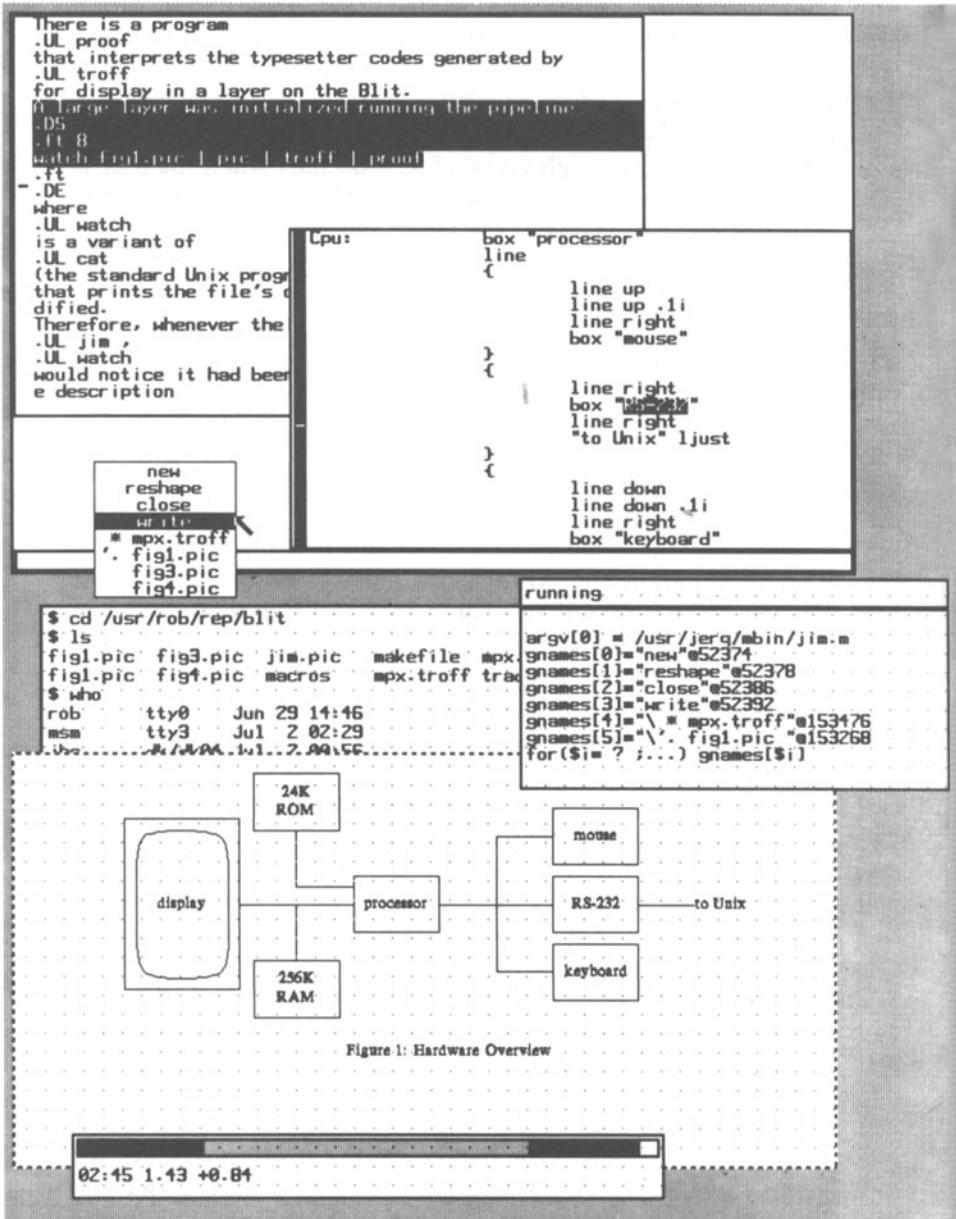 There is a program
.UL proof
that interprets the typesetter codes generated by
.UL troff
for display in a layer on the Blit.
A large layer was initialized running the pipeline
.DS
.ft 8
watch fig1.pic | pic | troff | proof
.ft
.DE
where
.UL watch
is a variant of
.UL cat
(the standard Unix progr
that prints the file's
dified.
Therefore, whenever the
.UL jim ,
.UL watch
would notice it had been
e description
Cpu: box "processor"
line
{
line up
line up .1i
line right
box "mouse"
}
{
line right
box "RS-232"
line right
"to Unix" ljust
}
{
line down
line down .1i
line right
box "keyboard"
new
reshape
close
write
* mpx.troff
'. fig1.pic
fig3.pic
fig4.pic
$ cd /usr/rob/rep/blit
$ ls
fig1.pic fig3.pic jim.pic makefile mpx.
fig1.pic fig4.pic macros mpx.troff trac
$ who
rob tty0 Jun 29 14:46
msm tty3 Jul 2 02:29
running
argv[0] = /usr/jerq/mbin/jim.m
gnames[0]="new"@52374
gnames[1]="reshape"@52378
gnames[2]="close"@52386
gnames[3]="write"@52392
gnames[4]="\ * mpx.troff"@153476
gnames[5]="\'. fig1.pic "@153268
for($i= ? ;...) gnames[$i]
24K
ROM
display
processor
256K
RAM
mouse
RS-232
to Unix
keyboard
Figure 1: Hardware Overview
02:45 1.43 +0.84